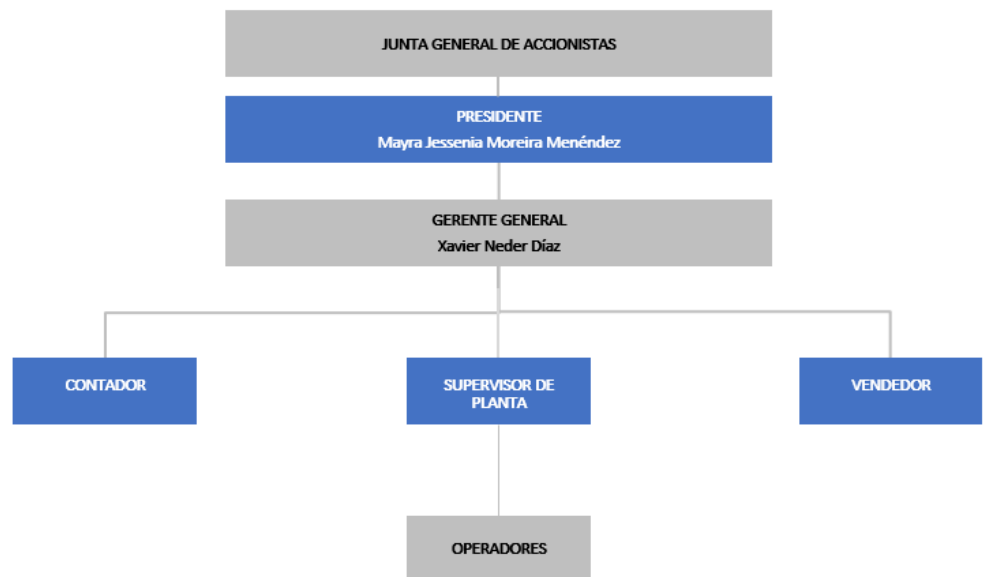 JUNTA GENERAL DE ACCIONISTAS
PRESIDENTE
Mayra Jessenia Moreira Menéndez
GERENTE GENERAL
Xavier Neder Díaz
CONTADOR
SUPERVISOR DE
PLANTA
VENDEDOR
OPERADORES